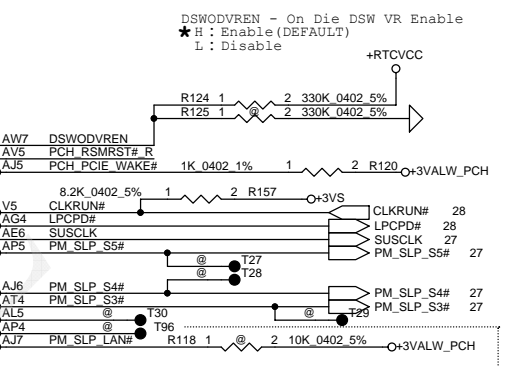 DSWODVREN - On Die DSW VR Enable
★ H : Enable(DEFAULT)
L : Disable
+RTCVCC
R124 1 2 330K_0402_5%
R125 1 @ 2 330K_0402_5%
AW7 DSWODVREN
AV5 PCH_RSMRST#_R
AJ5 PCH_PCIE_WAKE# 1K_0402_1% 1 2 R120 +3VALW_PCH
8.2K_0402_5% 1 2 R157 +3VS
V5 CLKRUN# CLKRUN# 28
AG4 LPCPD# LPCPD# 28
AE6 SUSCLK SUSCLK 27
AP5 PM_SLP_S5# PM_SLP_S5# 27
@ T27
@ T28
AJ6 PM_SLP_S4# PM_SLP_S4# 27
AT4 PM_SLP_S3# PM_SLP_S3# 27
AL5 @ T30 @ T29
AP4 @ T96
AJ7 PM_SLP_LAN# R118 1 @ 2 10K_0402_5% +3VALW_PCH